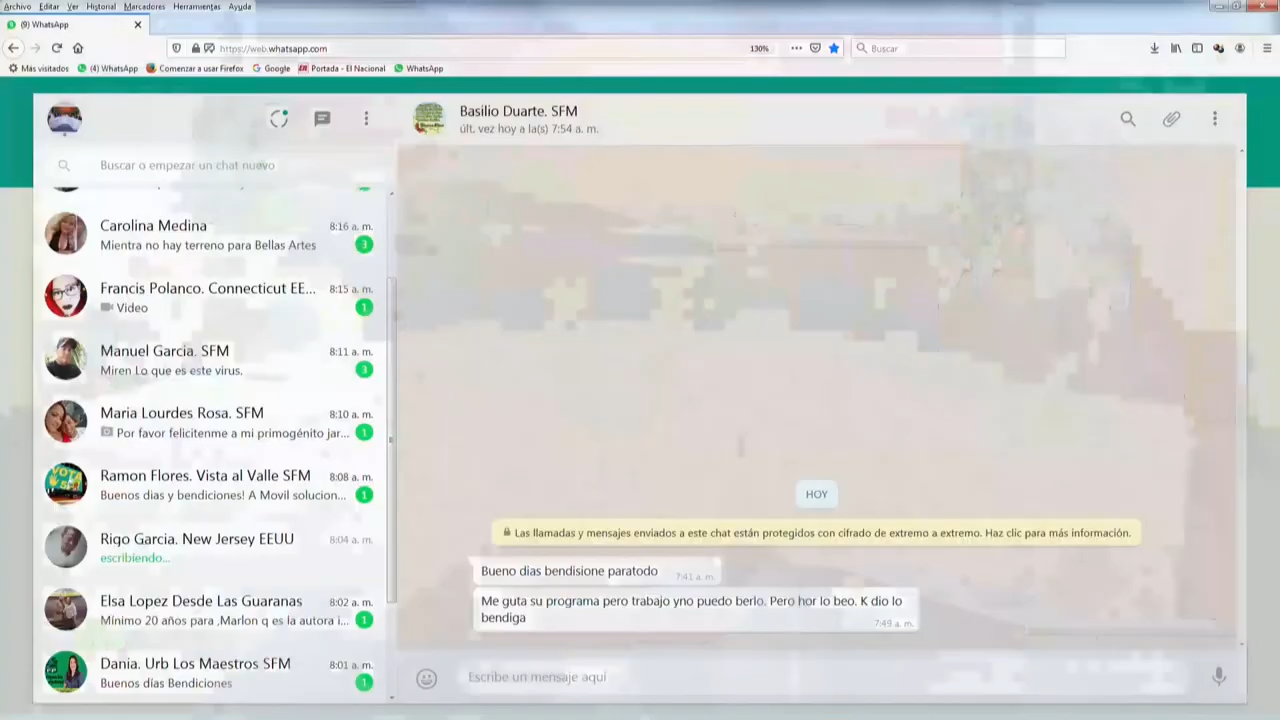 Archivo Editar Ver Historial Marcadores Herramientas Ayuda
(9) WhatsApp
https://web.whatsapp.com
130%
Buscar
Más visitados
(4) WhatsApp
Comenzar a usar Firefox
Google
Portada - El Nacional
WhatsApp
Basilio Duarte. SFM
últ. vez hoy a la(s) 7:54 a. m.
Buscar o empezar un chat nuevo
Carolina Medina
8:16 a. m.
Mientra no hay terreno para Bellas Artes
3
Francis Polanco. Connecticut EE...
8:15 a. m.
Video
1
Manuel Garcia. SFM
8:11 a. m.
Miren Lo que es este virus.
3
Maria Lourdes Rosa. SFM
8:10 a. m.
Por favor felicitenme a mi primogénito jar...
1
Ramon Flores. Vista al Valle SFM
8:08 a. m.
Buenos dias y bendiciones! A Movil solucion...
1
Rigo Garcia. New Jersey EEUU
8:04 a. m.
escribiendo...
Elsa Lopez Desde Las Guaranas
8:02 a. m.
Mínimo 20 años para ,Marlon q es la autora i...
1
Dania. Urb Los Maestros SFM
8:01 a. m.
Buenos días Bendiciones
1
HOY
Las llamadas y mensajes enviados a este chat están protegidos con cifrado de extremo a extremo. Haz clic para más información.
Bueno dias bendisione paratodo
7:41 a. m.
Me guta su programa pero trabajo yno puedo berlo. Pero hor lo beo. K dio lo
bendiga
7:49 a. m.
Escribe un mensaje aquí